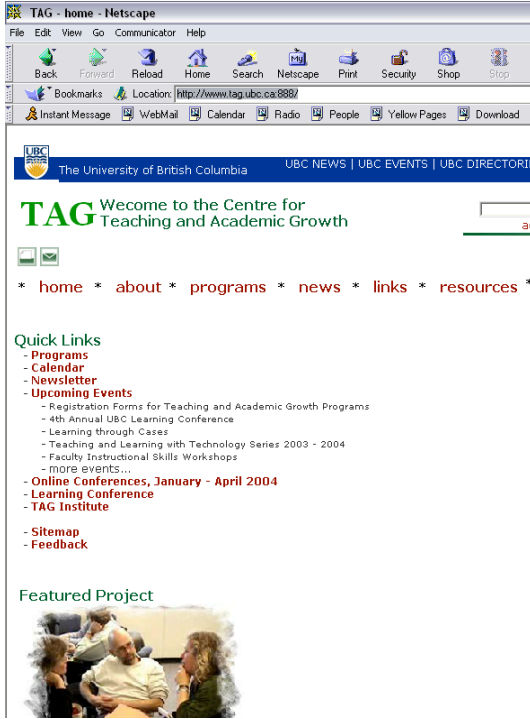 TAG - home - Netscape
File Edit View Go Communicator Help
Back Forward Reload Home Search Netscape Print Security Shop Stop
My
Bookmarks Location: http://www.tag.ubc.ca:888/
Instant Message WebMail Calendar Radio People Yellow Pages Download
UBC
The University of British Columbia UBC NEWS | UBC EVENTS | UBC DIRECTORI
TAG Wecome to the Centre for
Teaching and Academic Growth
* home * about * programs * news * links * resources *
Quick Links
- Programs
- Calendar
- Newsletter
- Upcoming Events
- Registration Forms for Teaching and Academic Growth Programs
- 4th Annual UBC Learning Conference
- Learning through Cases
- Teaching and Learning with Technology Series 2003 - 2004
- Faculty Instructional Skills Workshops
- more events...
- Online Conferences, January - April 2004
- Learning Conference
- TAG Institute
- Sitemap
- Feedback
Featured Project